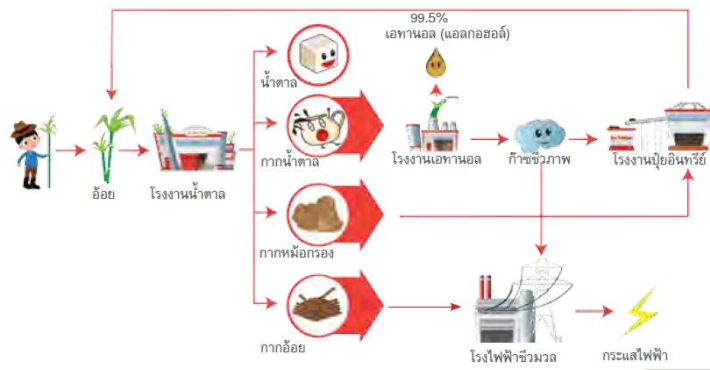 99.5%
เอทานอล (แอลกอฮอล์)
น้ำตาล
กากน้ำตาล
โรงงานเอทานอล
ก๊าซชีวภาพ
โรงงานปุ๋ยอินทรีย์
อ้อย
โรงงานน้ำตาล
กากหม้อกรอง
กากอ้อย
โรงไฟฟ้าชีวมวล
กระแสไฟฟ้า